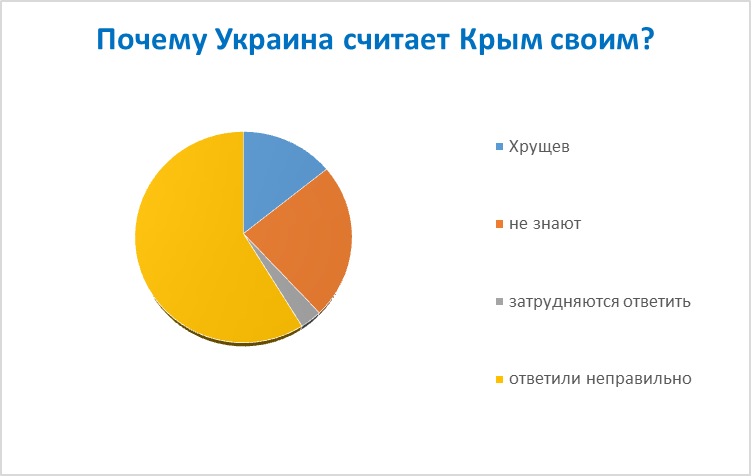 Почему Украина считает Крым своим?
Хрущев
не знают
затрудняются ответить
ответили неправильно